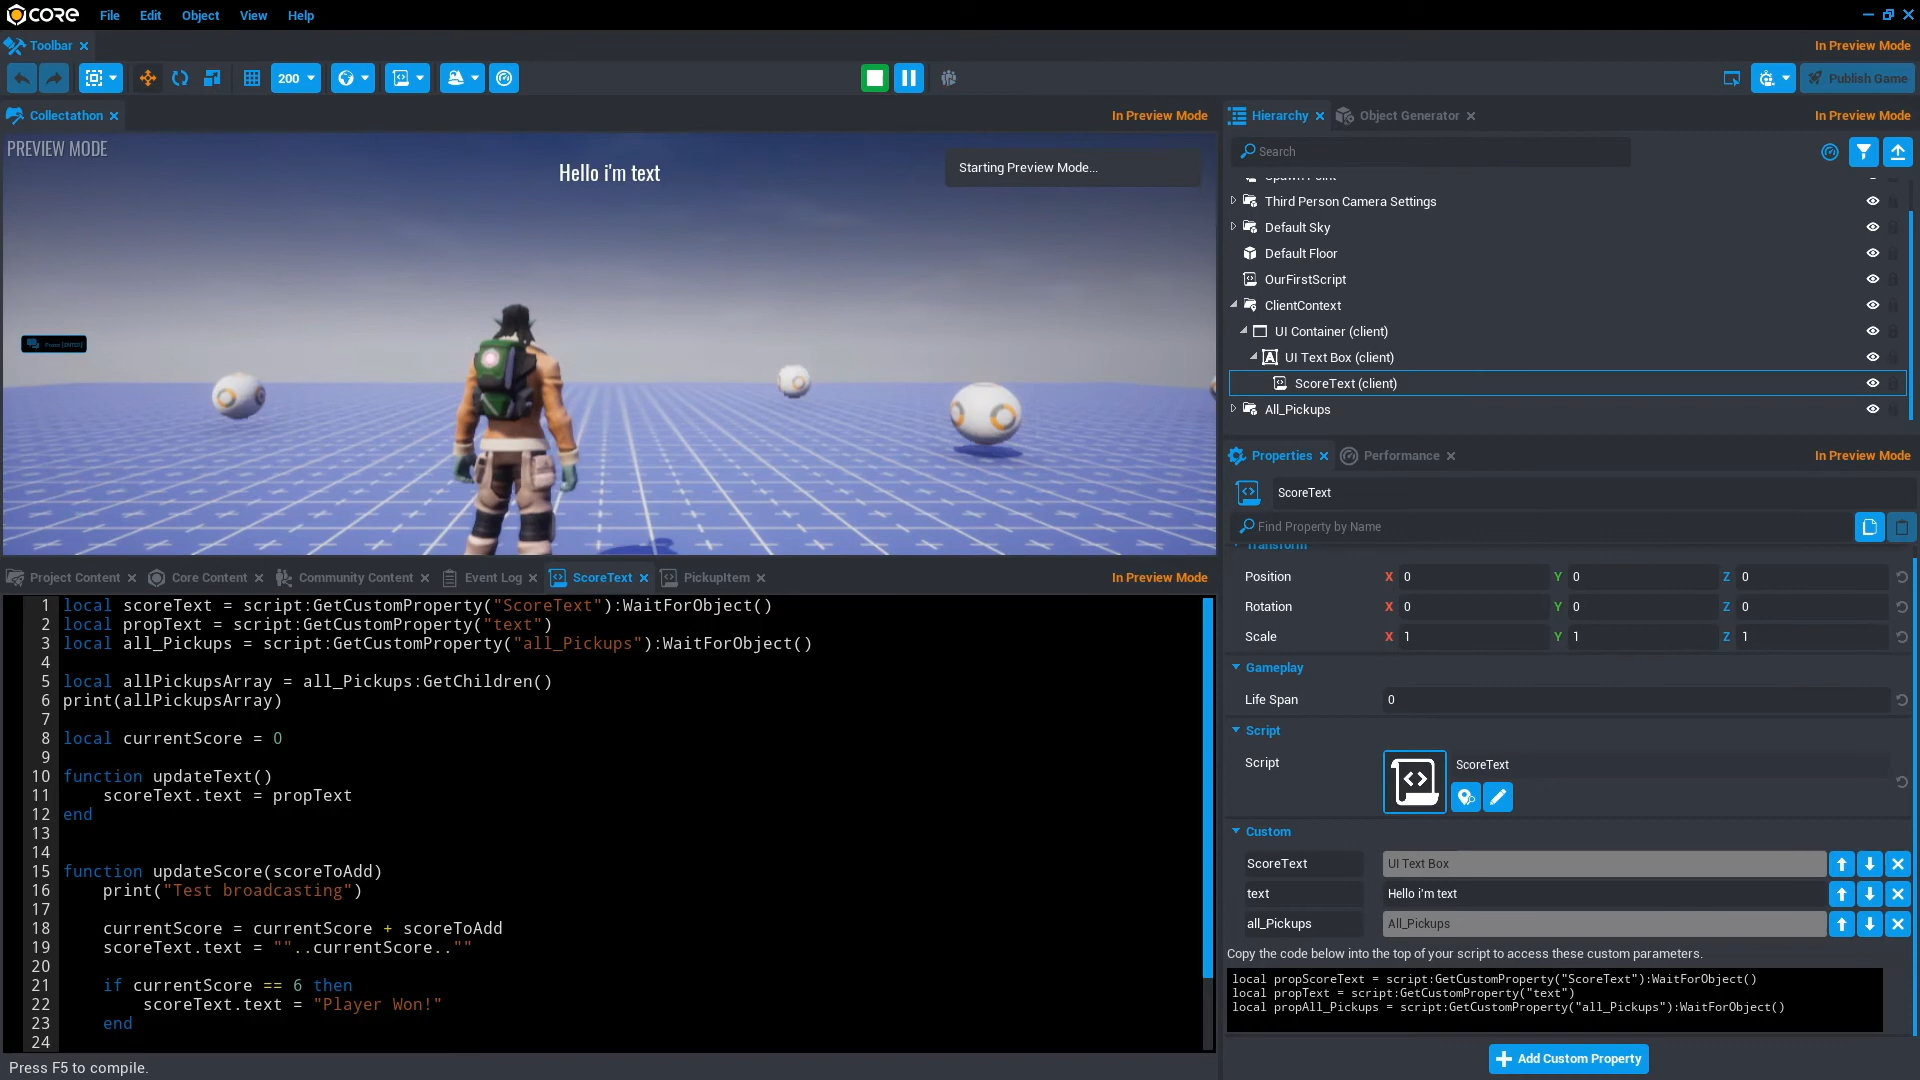 CORE File Edit Object View Help
Toolbar In Preview Mode
200 Publish Game
Collectathon In Preview Mode
PREVIEW MODE
Hello i'm text
Starting Preview Mode...
Press [ENTER]
Hierarchy Object Generator In Preview Mode
Search
Spawn Point
Third Person Camera Settings
Default Sky
Default Floor
OurFirstScript
ClientContext
UI Container (client)
UI Text Box (client)
ScoreText (client)
All_Pickups
Properties Performance In Preview Mode
ScoreText
Find Property by Name
Transform
Position X 0 Y 0 Z 0
Rotation X 0 Y 0 Z 0
Scale X 1 Y 1 Z 1
Gameplay
Life Span 0
Script
Script ScoreText
Custom
ScoreText UI Text Box
text Hello i'm text
all_Pickups All_Pickups
Copy the code below into the top of your script to access these custom parameters.
local propScoreText = script:GetCustomProperty("ScoreText"):WaitForObject()
local propText = script:GetCustomProperty("text")
local propAll_Pickups = script:GetCustomProperty("all_Pickups"):WaitForObject()
Add Custom Property
Project Content Core Content Community Content Event Log ScoreText PickupItem In Preview Mode
1 local scoreText = script:GetCustomProperty("ScoreText"):WaitForObject()
2 local propText = script:GetCustomProperty("text")
3 local all_Pickups = script:GetCustomProperty("all_Pickups"):WaitForObject()
4
5 local allPickupsArray = all_Pickups:GetChildren()
6 print(allPickupsArray)
7
8 local currentScore = 0
9
10 function updateText()
11 scoreText.text = propText
12 end
13
14
15 function updateScore(scoreToAdd)
16 print("Test broadcasting")
17
18 currentScore = currentScore + scoreToAdd
19 scoreText.text = ""..currentScore..""
20
21 if currentScore == 6 then
22 scoreText.text = "Player Won!"
23 end
24
Press F5 to compile.